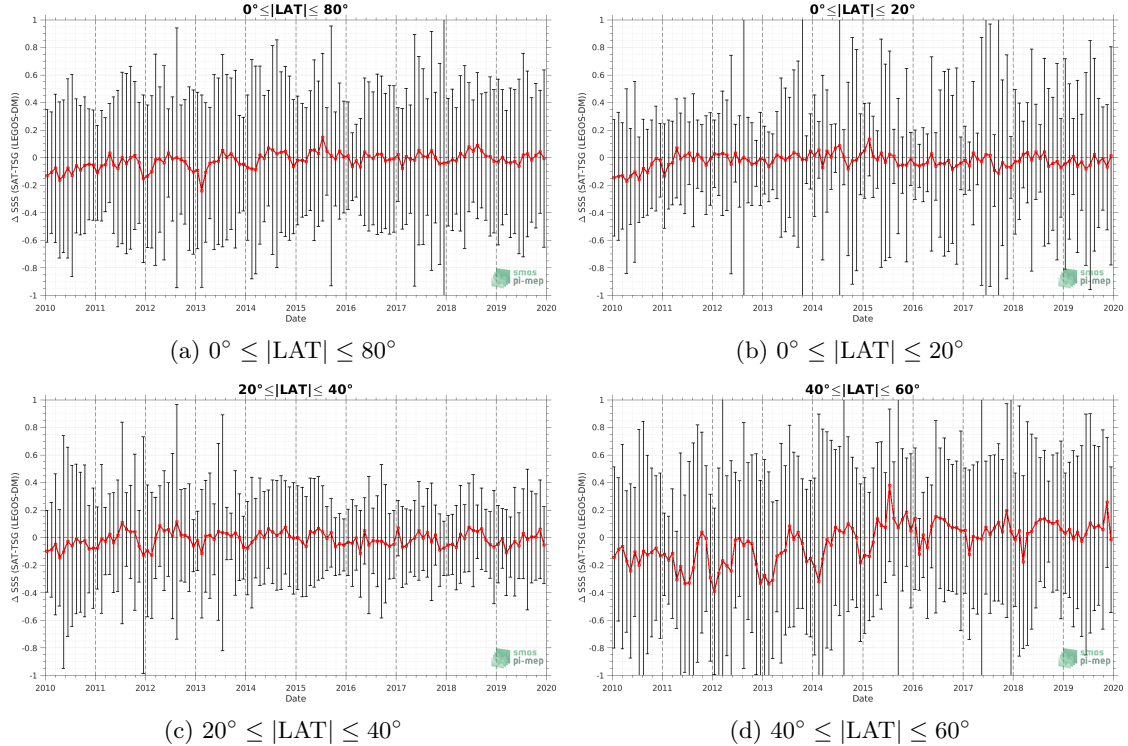 0°≤|LAT|≤ 80°
Δ SSS (SAT-TSG (LEGOS-DM))
1
0.8
0.6
0.4
0.2
0
-0.2
-0.4
-0.6
-0.8
-1
2010 2011 2012 2013 2014 2015 2016 2017 2018 2019 2020
Date
smos
pi-mep
(a) 0° ≤ |LAT| ≤ 80°
0°≤|LAT|≤ 20°
Δ SSS (SAT-TSG (LEGOS-DM))
1
0.8
0.6
0.4
0.2
0
-0.2
-0.4
-0.6
-0.8
-1
2010 2011 2012 2013 2014 2015 2016 2017 2018 2019 2020
Date
smos
pi-mep
(b) 0° ≤ |LAT| ≤ 20°
20°≤|LAT|≤ 40°
Δ SSS (SAT-TSG (LEGOS-DM))
1
0.8
0.6
0.4
0.2
0
-0.2
-0.4
-0.6
-0.8
-1
2010 2011 2012 2013 2014 2015 2016 2017 2018 2019 2020
Date
smos
pi-mep
(c) 20° ≤ |LAT| ≤ 40°
40°≤|LAT|≤ 60°
Δ SSS (SAT-TSG (LEGOS-DM))
1
0.8
0.6
0.4
0.2
0
-0.2
-0.4
-0.6
-0.8
-1
2010 2011 2012 2013 2014 2015 2016 2017 2018 2019 2020
Date
smos
pi-mep
(d) 40° ≤ |LAT| ≤ 60°